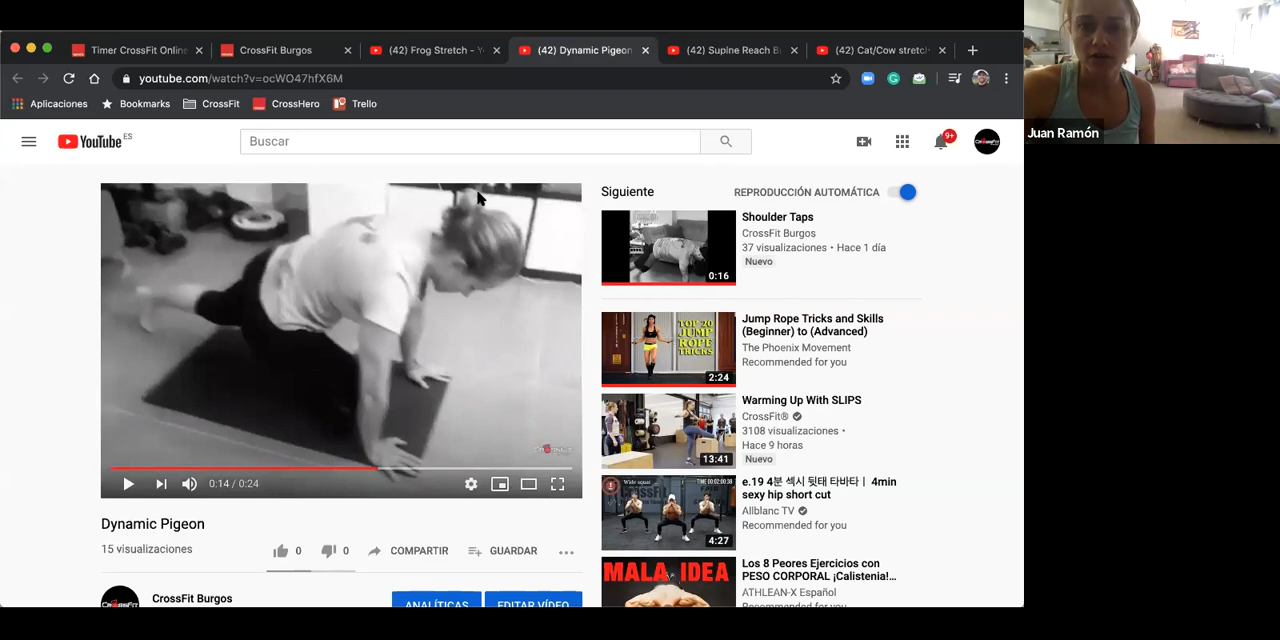 Timer CrossFit Online
CrossFit Burgos
(42) Frog Stretch - Y
(42) Dynamic Pigeon
(42) Supine Reach B
(42) Cat/Cow stretch
youtube.com/watch?v=ocWO47hfX6M
Aplicaciones
Bookmarks
CrossFit
CrossHero
Trello
Juan Ramón
YouTube ES
Buscar
9+
Siguiente
REPRODUCCIÓN AUTOMÁTICA
0:14 / 0:24
Dynamic Pigeon
15 visualizaciones
0
0
COMPARTIR
GUARDAR
CrossFit Burgos
ANALÍTICAS
EDITAR VÍDEO
0:16
Shoulder Taps
CrossFit Burgos
37 visualizaciones • Hace 1 día
Nuevo
TOP 20
JUMP
ROPE
TRICKS
2:24
Jump Rope Tricks and Skills
(Beginner) to (Advanced)
The Phoenix Movement
Recommended for you
13:41
Warming Up With SLIPS
CrossFit®
3108 visualizaciones •
Hace 9 horas
Nuevo
Wide squat
4:27
e.19 4분 섹시 뒷태 타바타ㅣ 4min
sexy hip short cut
Allblanc TV
Recommended for you
MALA IDEA
Los 8 Peores Ejercicios con
PESO CORPORAL ¡Calistenia!...
ATHLEAN-X Español
Recommended for you